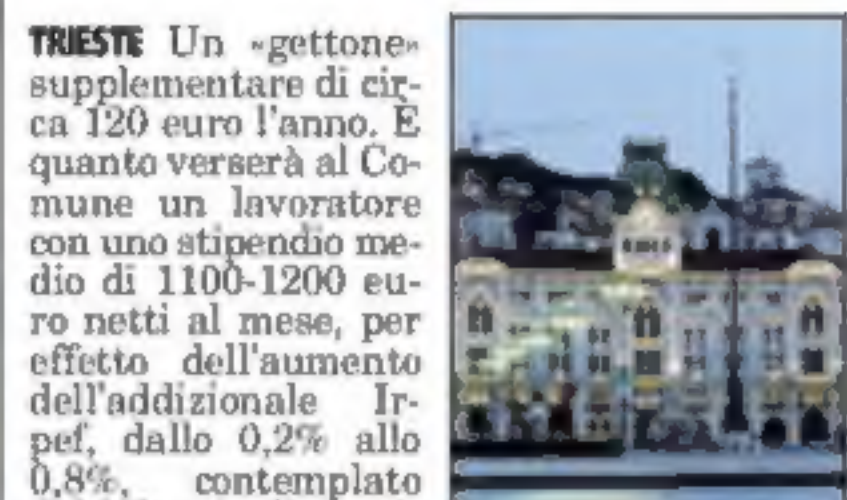 TRIESTE Un «gettone»
supplementare di cir-
ca 120 euro l'anno. È
quanto verserà al Co-
mune un lavoratore
con uno stipendio me-
dio di 1100-1200 eu-
ro netti al mese, per
effetto dell'aumento
dell'addizionale Ir-
pef, dallo 0,2% allo
0,8%, contemplato